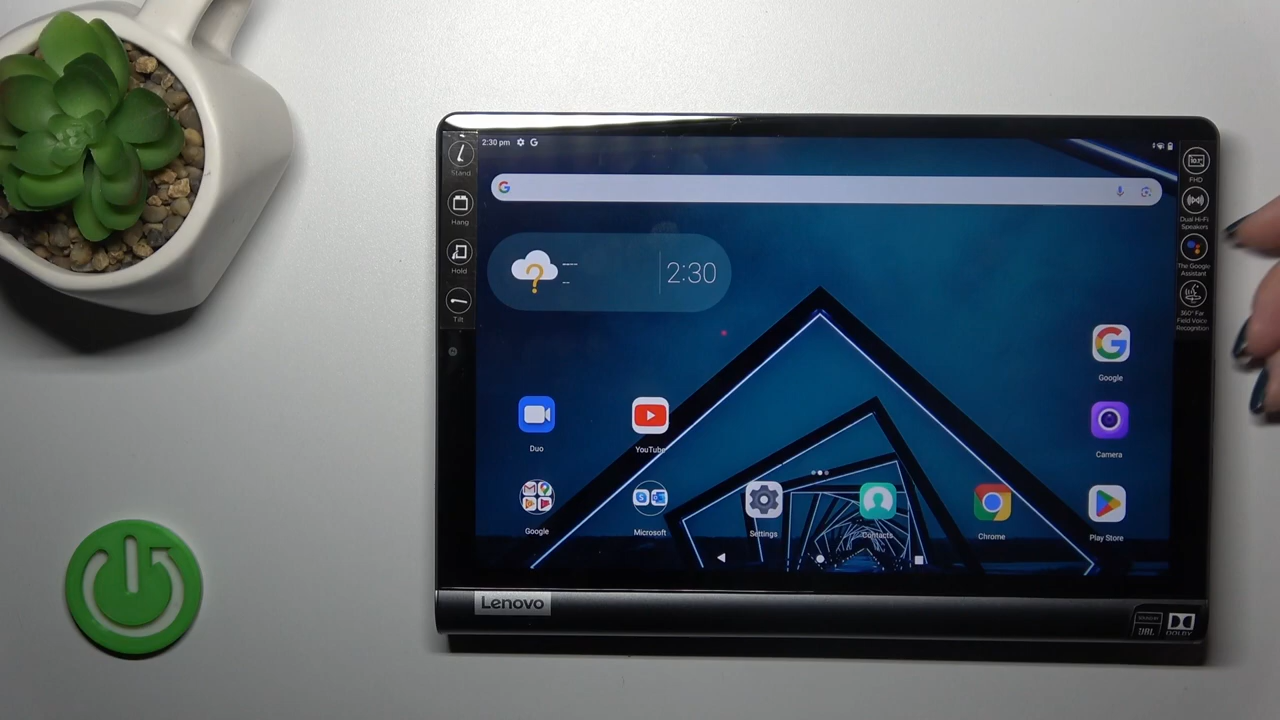 2:30 pm
Stand
Hang
Hold
Tilt
2:30
FHD
Dual Hi-Fi
Speakers
The Google
Assistant
360° Far
Field Voice
Recognition
Google
Duo
YouTube
Camera
Google
Microsoft
Settings
Contacts
Chrome
Play Store
Lenovo
JBL
DOLBY